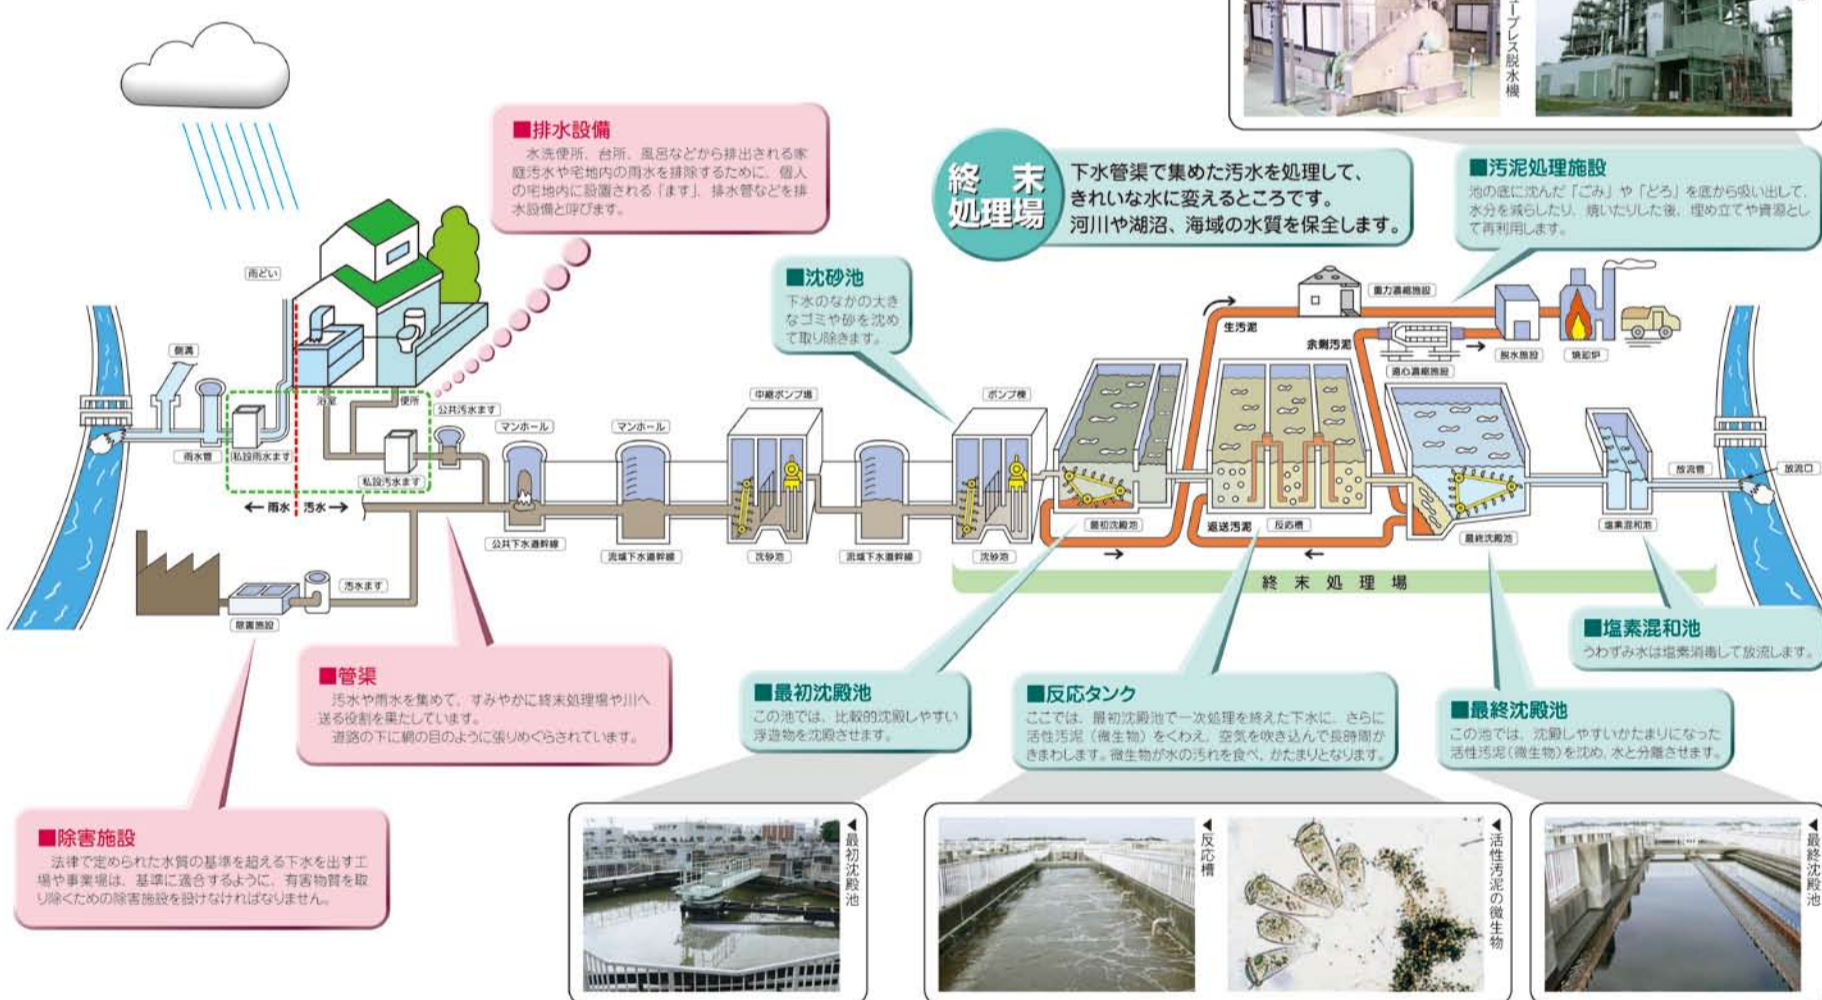 ■排水設備
水洗便所、台所、風呂などから排出される家
庭汚水や宅地内の雨水を排除するために、個人
の宅地内に設置される「ます」、排水管などを排
水設備と呼びます。
終末
処理場
下水管渠で集めた汚水を処理して、
きれいな水に変えるところです。
河川や湖沼、海域の水質を保全します。
■汚泥処理施設
池の底に沈んだ「ごみ」や「どろ」を底から吸い出して、
水分を減らしたり、焼いたりした後、埋め立てや資源とし
て再利用します。
■沈砂池
下水のなかの大き
なゴミや砂を沈め
て取り除きます。
プレス脱水機
雨どい
側溝
雨水管
私設雨水ます
浴室
便所
公共汚水ます
私設汚水ます
←雨水
汚水→
マンホール
公共下水道幹線
マンホール
流域下水道幹線
中継ポンプ場
沈砂池
流域下水道幹線
ポンプ棟
沈砂池
最初沈殿池
生汚泥
余剰汚泥
重力濃縮施設
遠心濃縮施設
脱水施設
焼却炉
返送汚泥
反応槽
最終沈殿池
塩素混和池
放流管
放流口
終末処理場
汚水ます
除害施設
■管渠
汚水や雨水を集めて、すみやかに終末処理場や川へ
送る役割を果たしています。
道路の下に網の目のように張りめぐらされています。
■除害施設
法律で定められた水質の基準を超える下水を出す工
場や事業場は、基準に適合するように、有害物質を取
り除くための除害施設を設けなければなりません。
■最初沈殿池
この池では、比較的沈殿しやすい
浮遊物を沈殿させます。
■反応タンク
ここでは、最初沈殿池で一次処理を終えた下水に、さらに
活性汚泥(微生物)をくわえ、空気を吹き込んで長時間か
きまわします。微生物が水の汚れを食べ、かたまりとなります。
■最終沈殿池
この池では、沈殿しやすいかたまりになった
活性汚泥(微生物)を沈め、水と分離させます。
■塩素混和池
うわずみ水は塩素消毒して放流します。
▲最初沈殿池
▲反応槽
▲活性汚泥の微生物
▲最終沈殿池